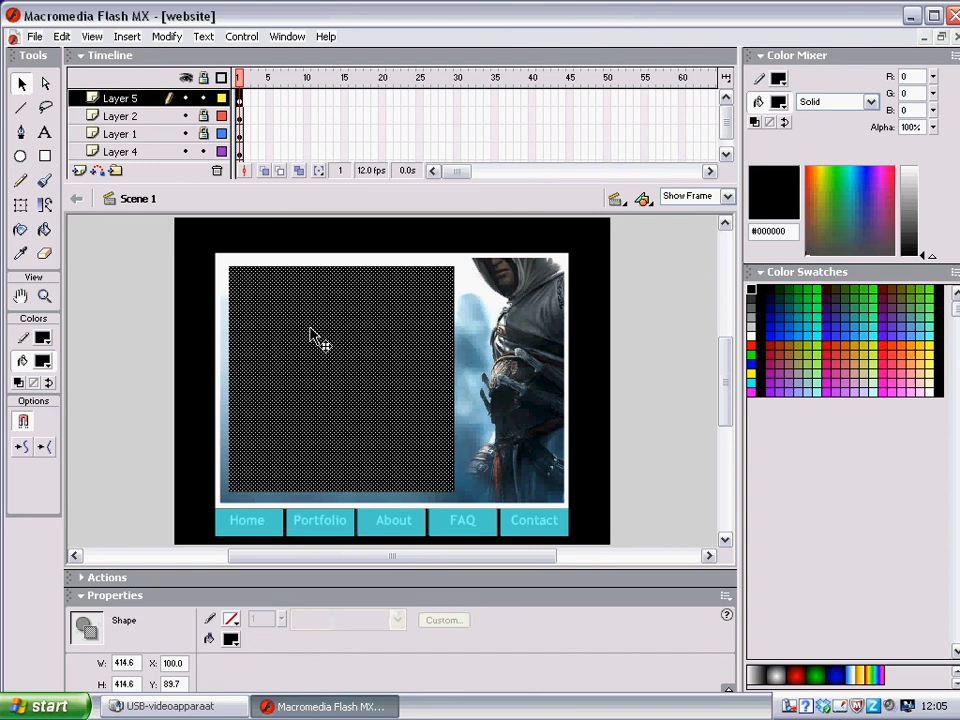 Macromedia Flash MX - [website]
File Edit View Insert Modify Text Control Window Help
Tools
Timeline
Color Mixer
1 5 10 15 20 25 30 35 40 45 50 55 60
Layer 5
Layer 2
Layer 1
Layer 4
R: 0
G: 0
B: 0
Solid
Alpha: 100%
1 12.0 fps 0.0s
Scene 1
Show Frame
#000000
View
Color Swatches
Colors
Options
Home Portfolio About FAQ Contact
Actions
Properties
Shape
1
Custom...
W: 414.6 X: 100.0
H: 414.6 Y: 89.7
start
USB-videoapparaat
Macromedia Flash MX...
12:05